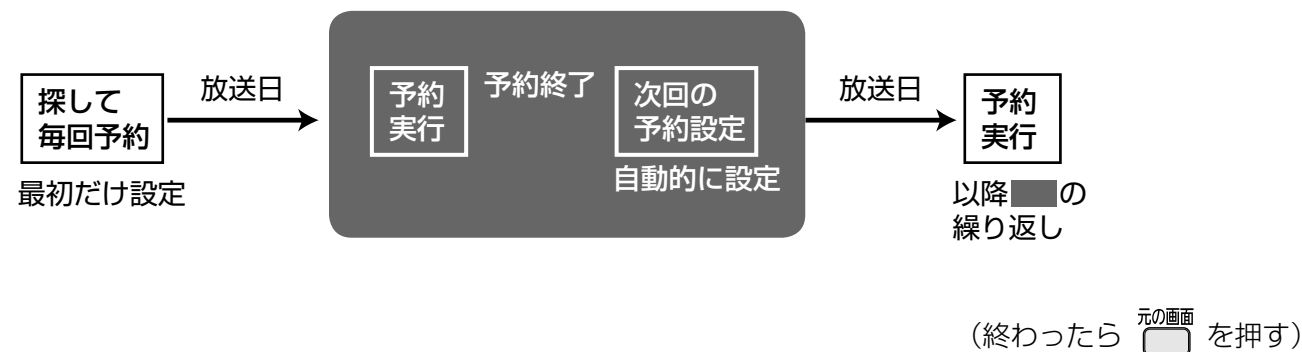 探して
毎回予約
最初だけ設定
放送日
予約
実行
予約終了
次回の
予約設定
自動的に設定
放送日
予約
実行
以降 の
繰り返し
（終わったら 元の画面 を押す）